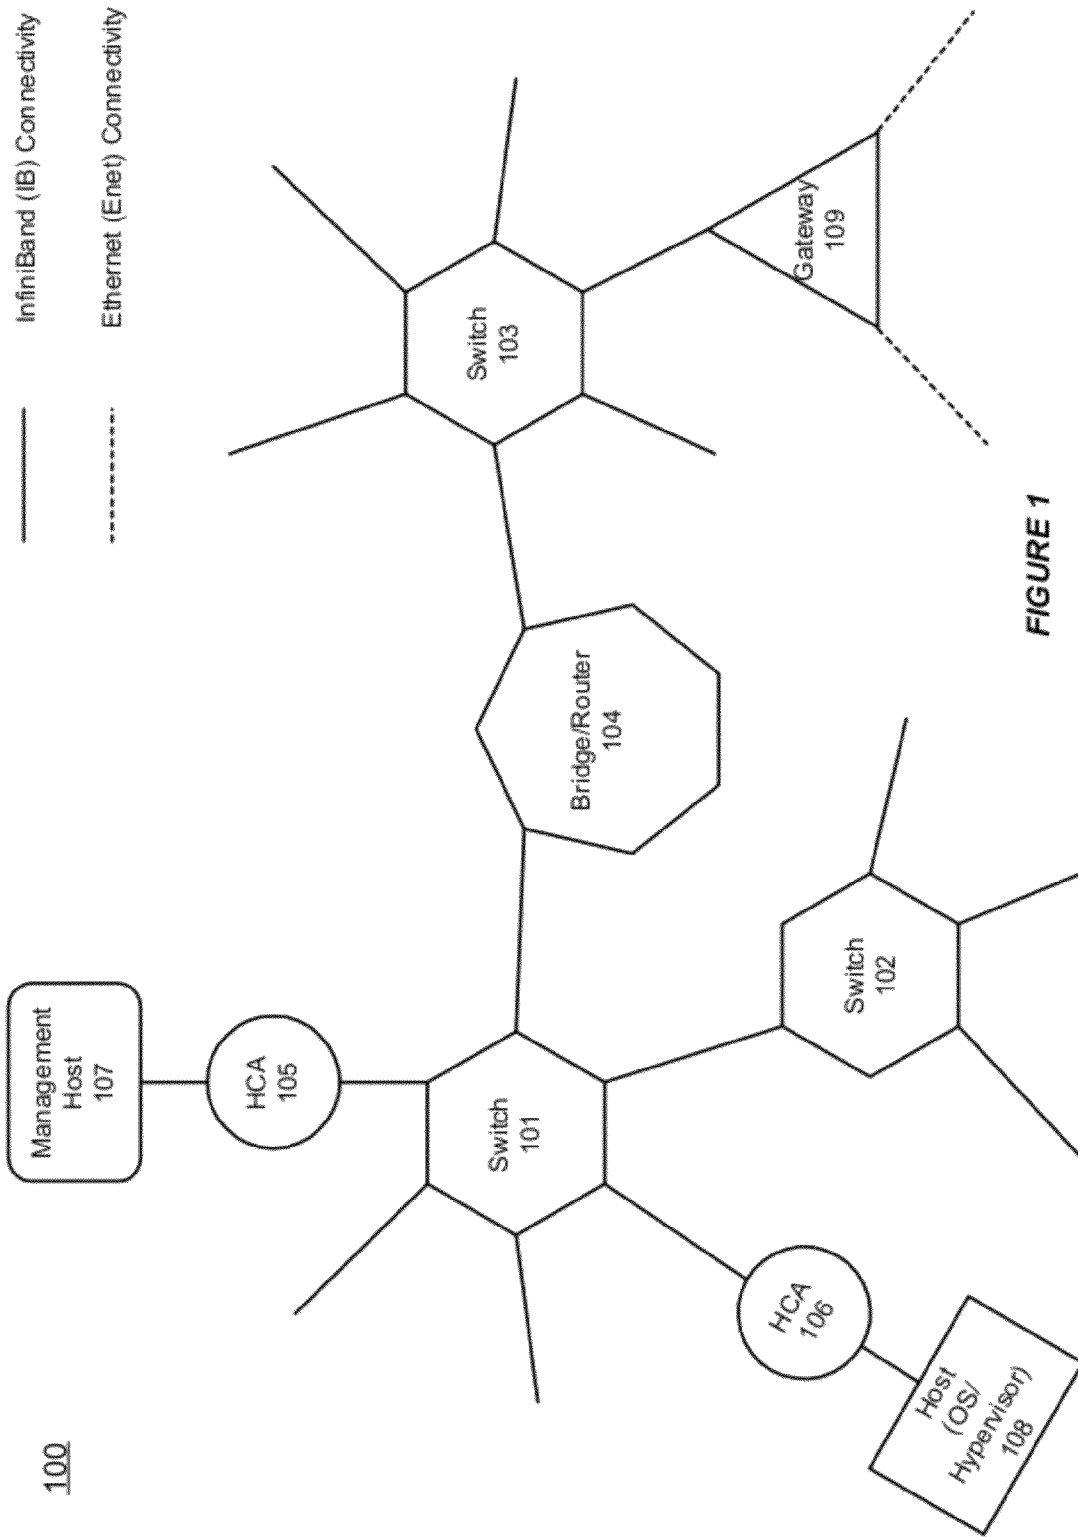 100
InfiniBand (IB) Connectivity
Ethernet (Enet) Connectivity
Management
Host
107
HCA
105
Switch
101
HCA
106
Host
(OS/
Hypervisor)
108
Switch
102
Bridge/Router
104
Switch
103
Gateway
109
FIGURE 1